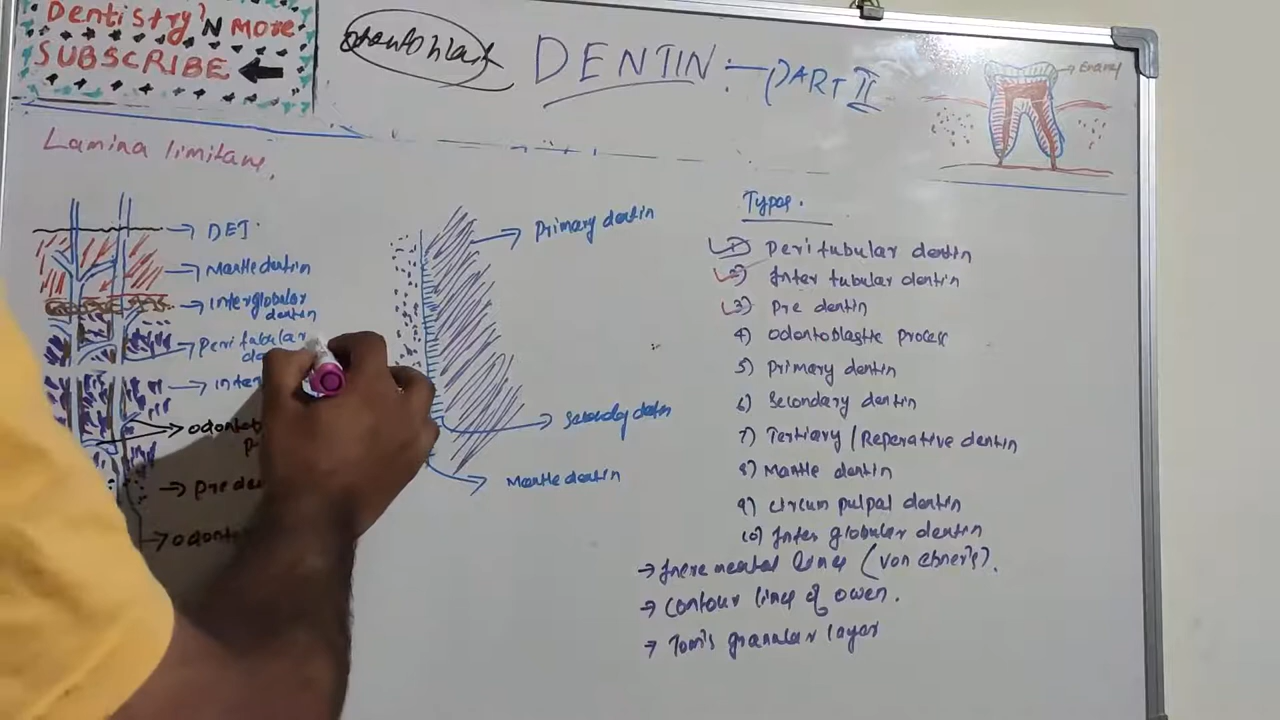 Dentistry 'N more
SUBSCRIBE
odontoblast
DENTIN :- PART II
Enamel
Lamina limitans
DEJ
Mantle dentin
interglobular
dentin
Peri tubular
Primary dentin
Secondary dentin
Mantle dentin
Types.
1) Peri tubular dentin
2) Inter tubular dentin
3) Pre dentin
4) odontoblastic process
5) Primary dentin
6) Secondary dentin
7) Tertiary / Reperative dentin
8) Mantle dentin
9) circum pulpal dentin
10) Inter globular dentin
→ Incremental lines (von ebner's).
→ contour lines of owen.
→ Tom's granular layer